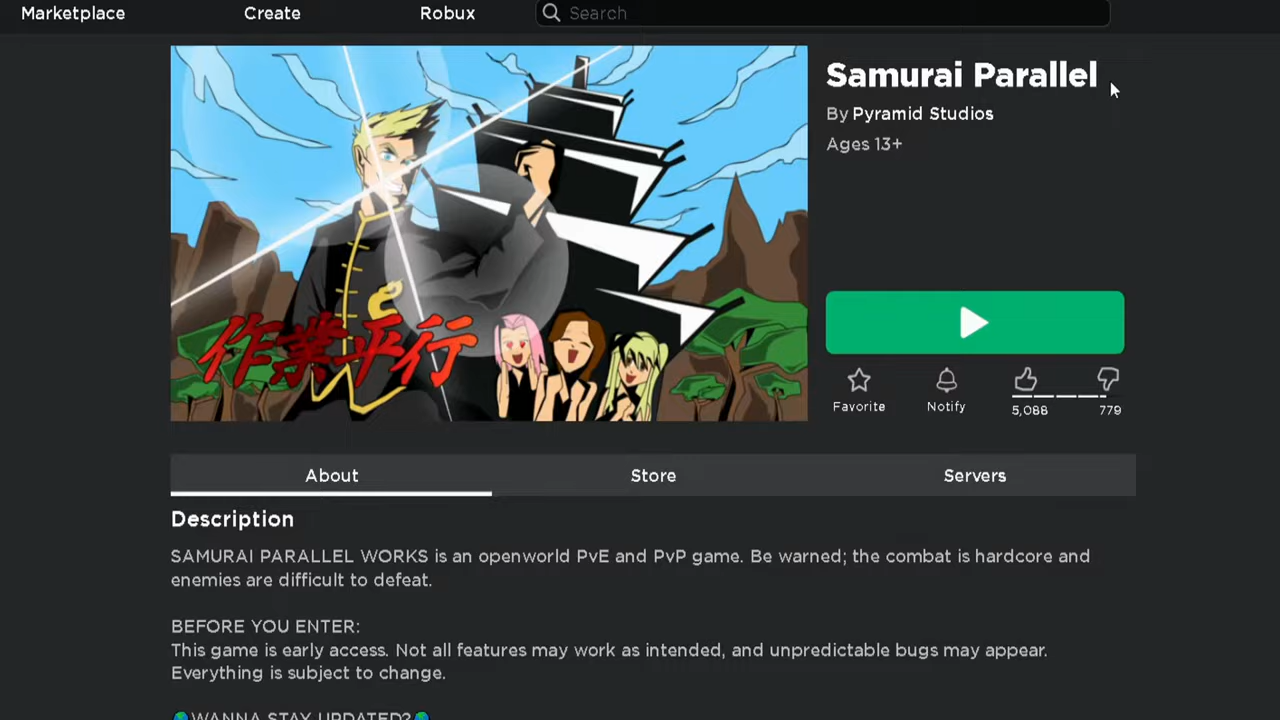 Marketplace
Create
Robux
Search
Samurai Parallel
By Pyramid Studios
Ages 13+
作業平行
Favorite
Notify
5,088
779
About
Store
Servers
Description
SAMURAI PARALLEL WORKS is an openworld PvE and PvP game. Be warned; the combat is hardcore and
enemies are difficult to defeat.
BEFORE YOU ENTER:
This game is early access. Not all features may work as intended, and unpredictable bugs may appear.
Everything is subject to change.
🌎WANNA STAY UPDATED?🌎